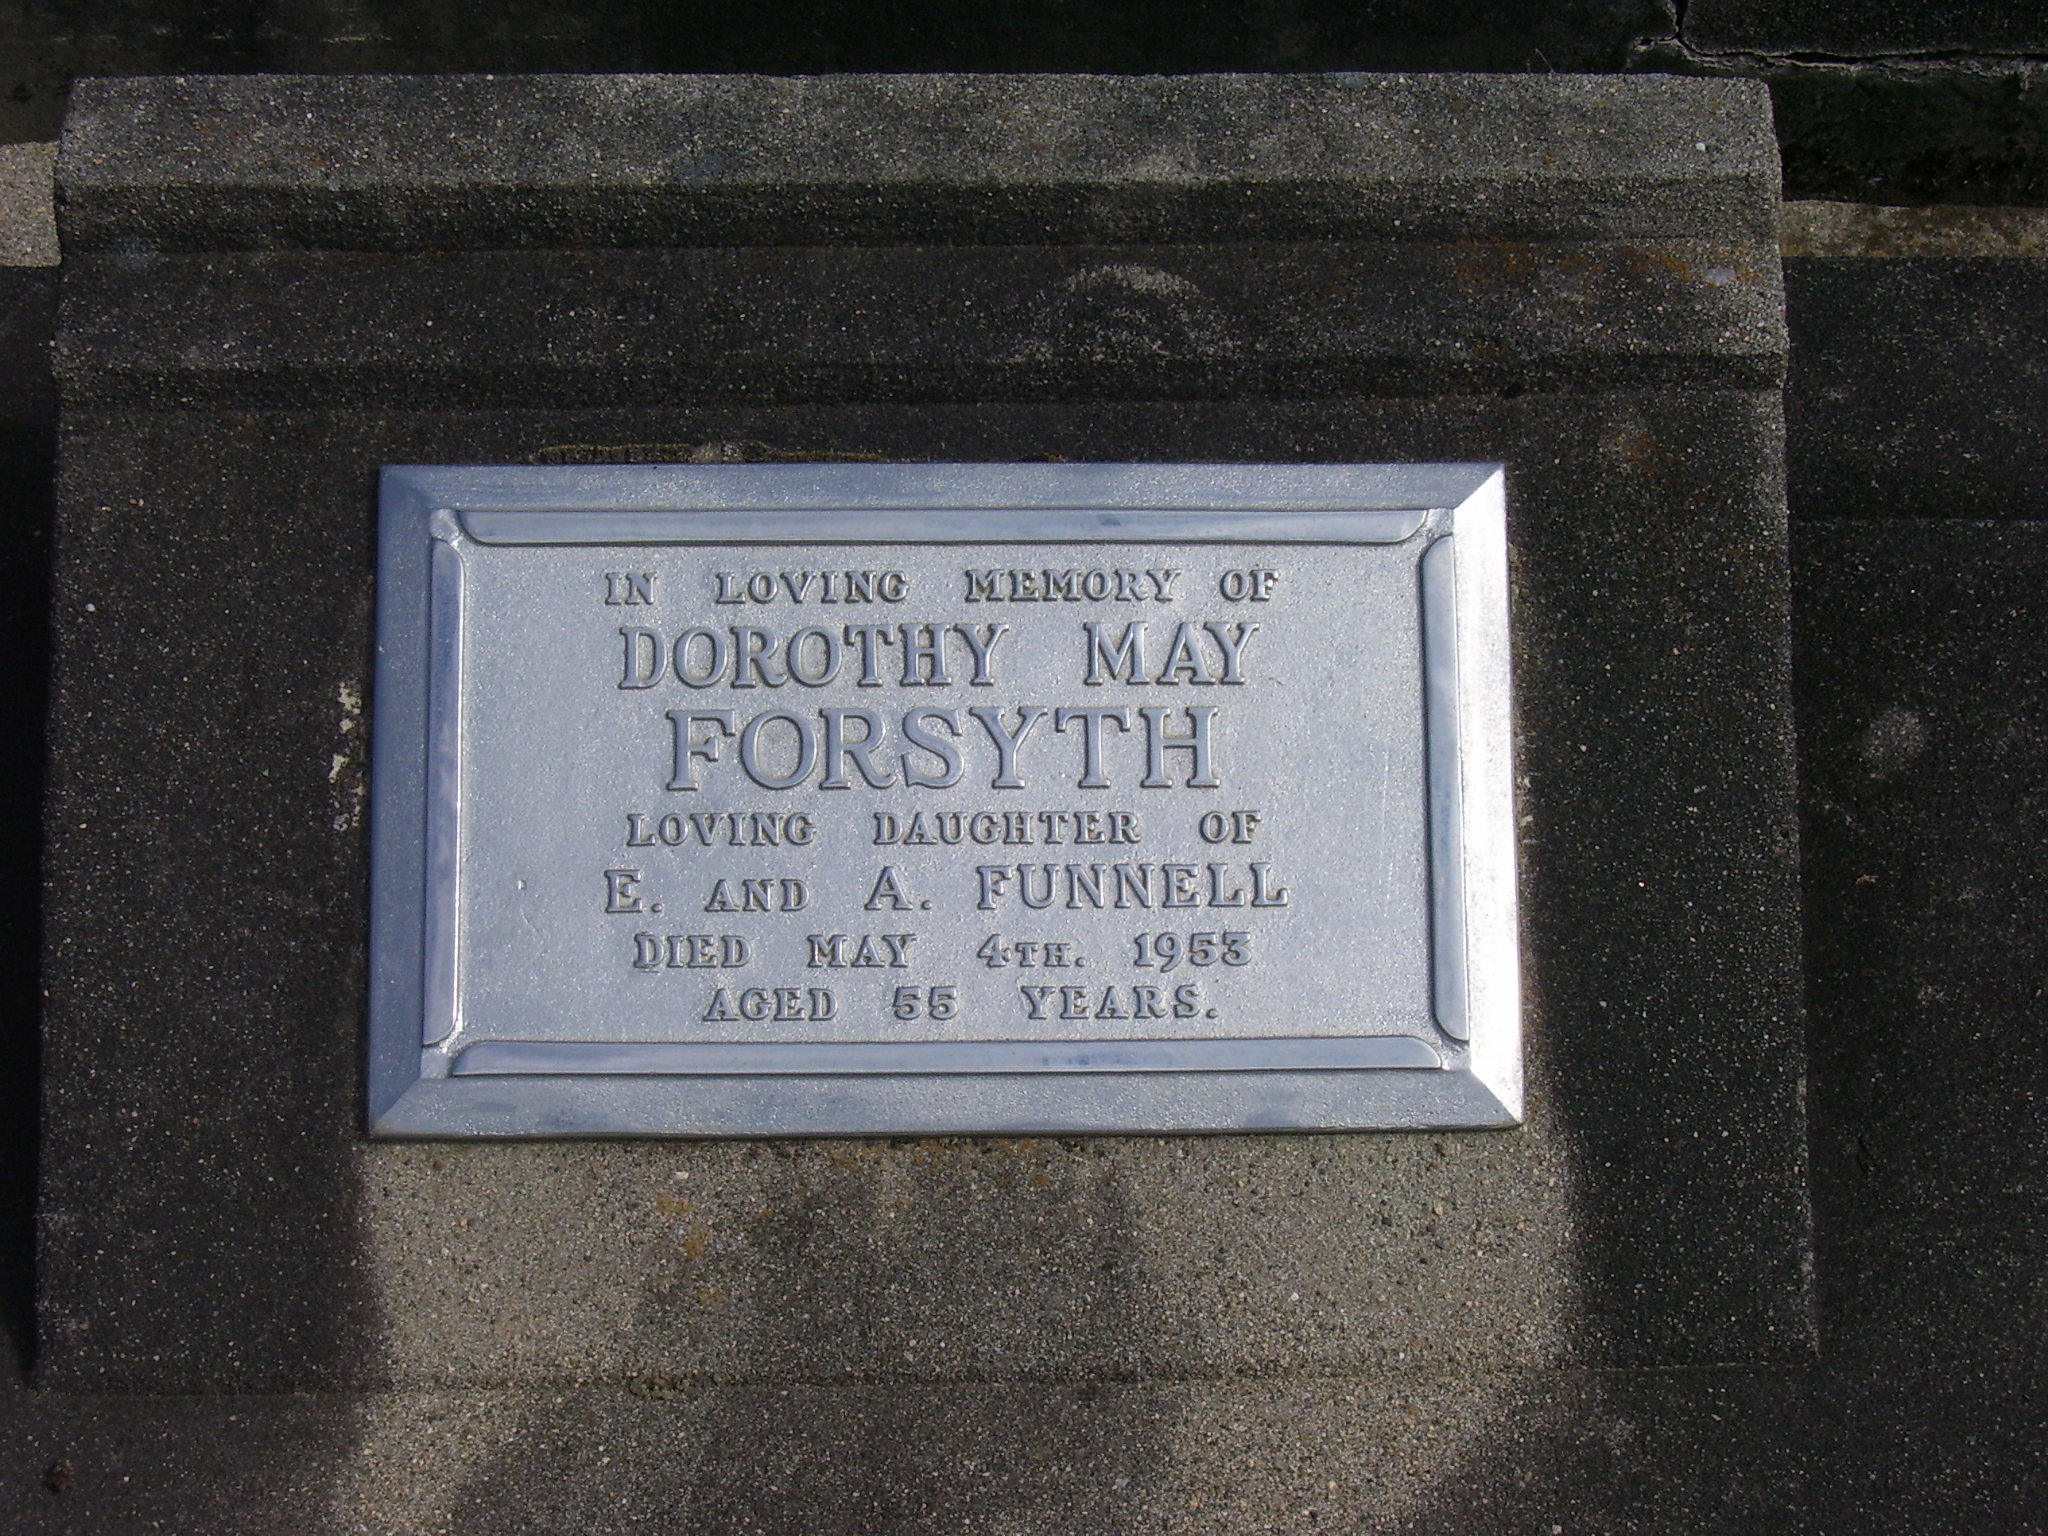 IN LOVING MEMORY OF
DOROTHY MAY
FORSYTH
LOVING DAUGHTER OF
E. AND A. FUNNELL
DIED MAY 4TH. 1953
AGED 55 YEARS.